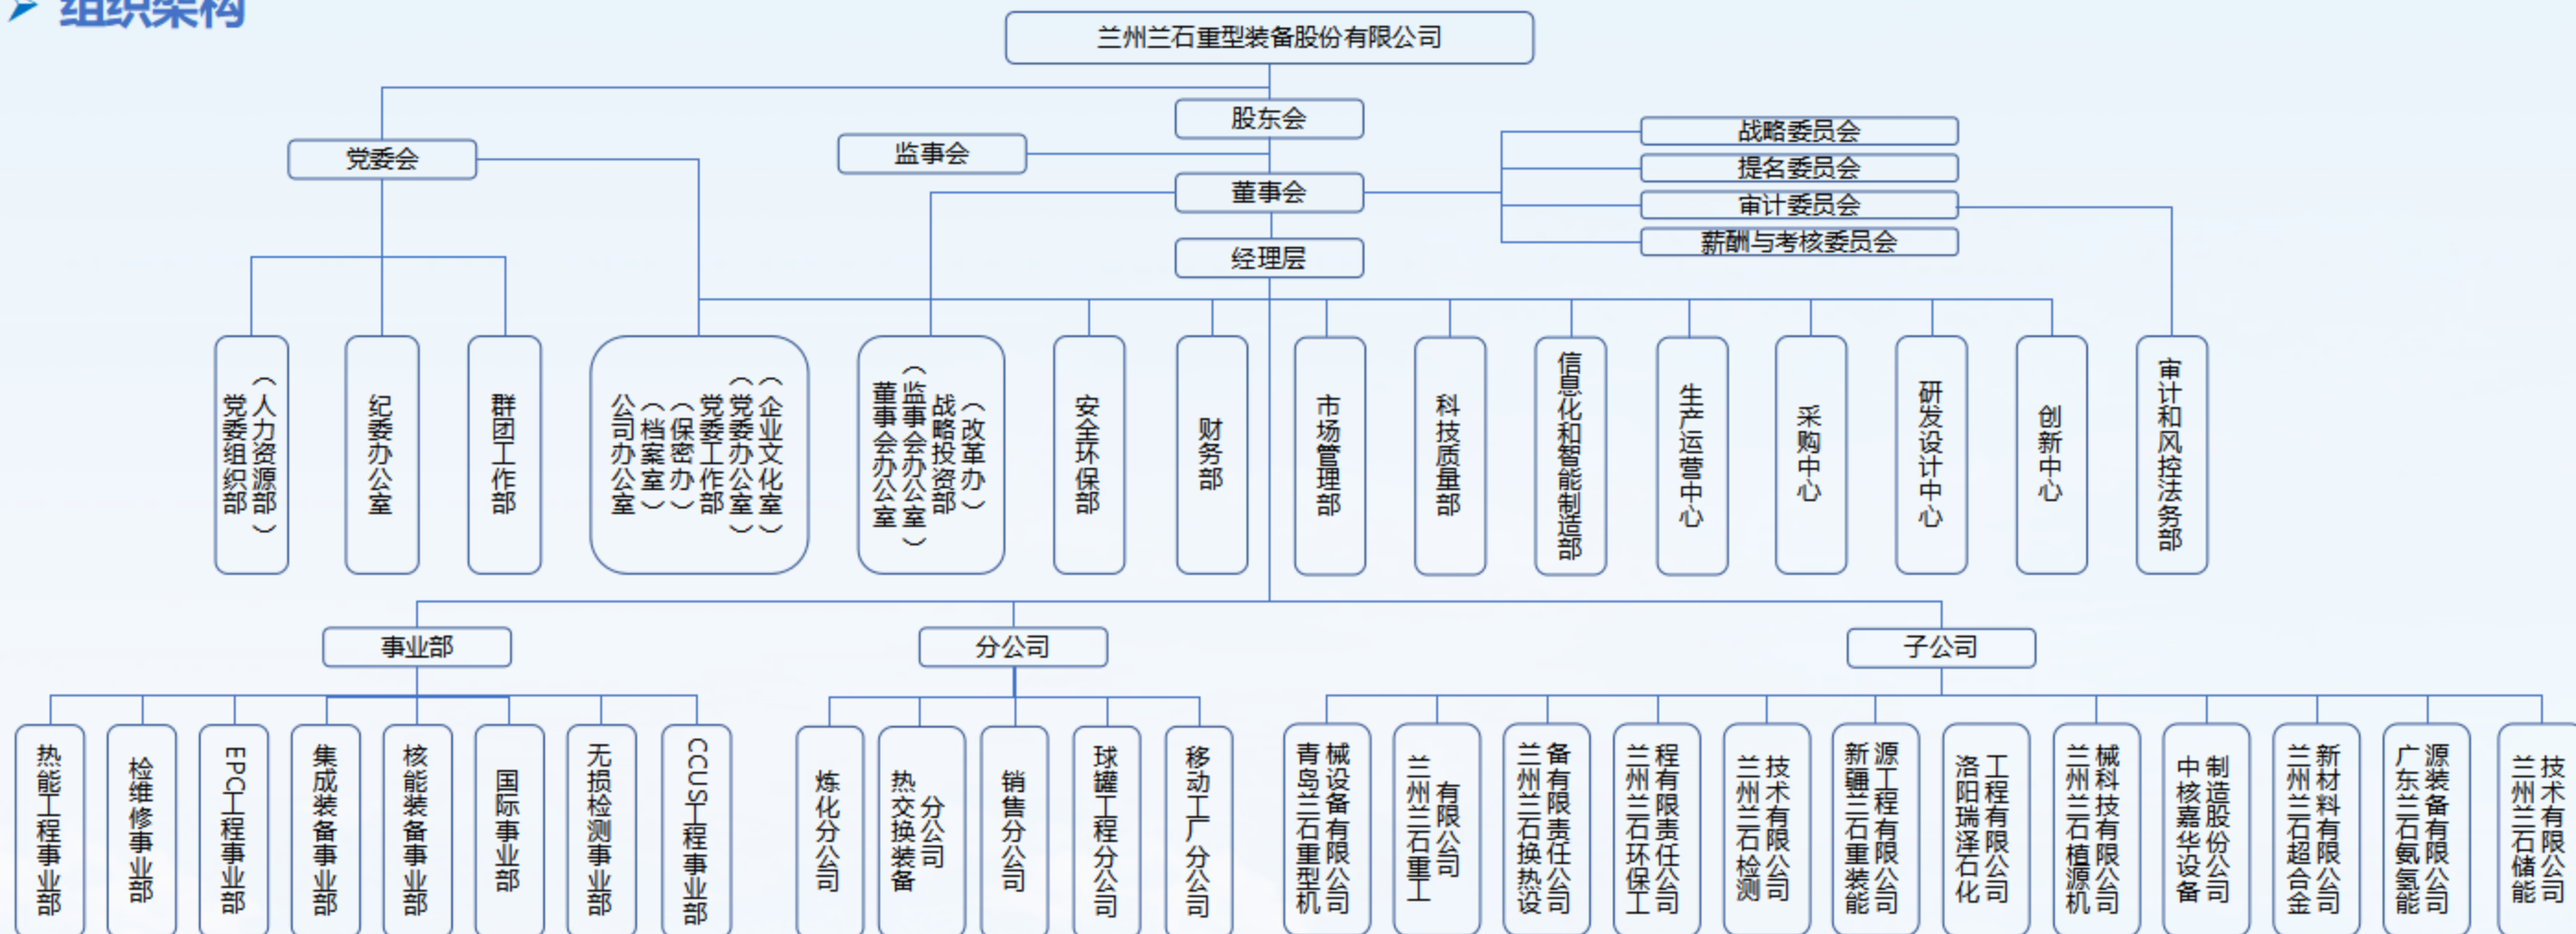 组织架构
兰州兰石重型装备股份有限公司
股东会
党委会
监事会
董事会
经理层
战略委员会
提名委员会
审计委员会
薪酬与考核委员会
党委组织部
（人力资源部）
纪委办公室
群团工作部
公司办公室
（档案室）
（保密办）
党委工作部
（党委办公室）
（企业文化室）
董事会办公室
（监事会办公室）
战略投资部
（改革办）
安全环保部
财务部
市场管理部
科技质量部
信息化和智能制造部
生产运营中心
采购中心
研发设计中心
创新中心
审计和风控法务部
事业部
分公司
子公司
热能工程事业部
检维修事业部
EPC工程事业部
集成装备事业部
核能装备事业部
国际事业部
无损检测事业部
CCUS工程事业部
炼化分公司
热交换装备
分公司
销售分公司
球罐工程分公司
移动工厂分公司
青岛兰石重型机
械设备有限公司
兰州兰石重工
有限公司
兰州兰石换热设
备有限责任公司
兰州兰石环保工
程有限责任公司
兰州兰石检测
技术有限公司
新疆兰石重装能
源工程有限公司
洛阳瑞泽石化
工程有限公司
兰州兰石植源机
械科技有限公司
中核嘉华设备
制造股份公司
兰州兰石超合金
新材料有限公司
广东兰石氨氢能
源装备有限公司
兰州兰石储能
技术有限公司